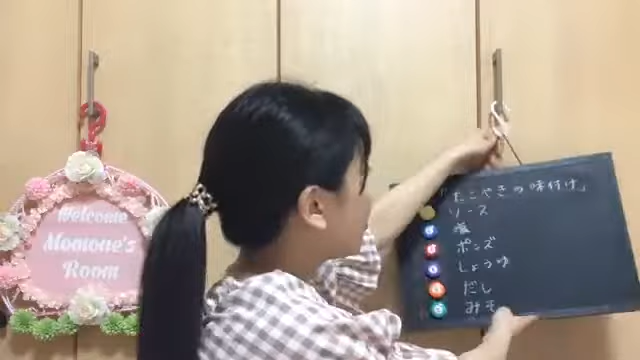 Welcome
Momone's
Room
「たこやきの味付け」
ソース
塩
ポンズ
しょうゆ
だし
みそ